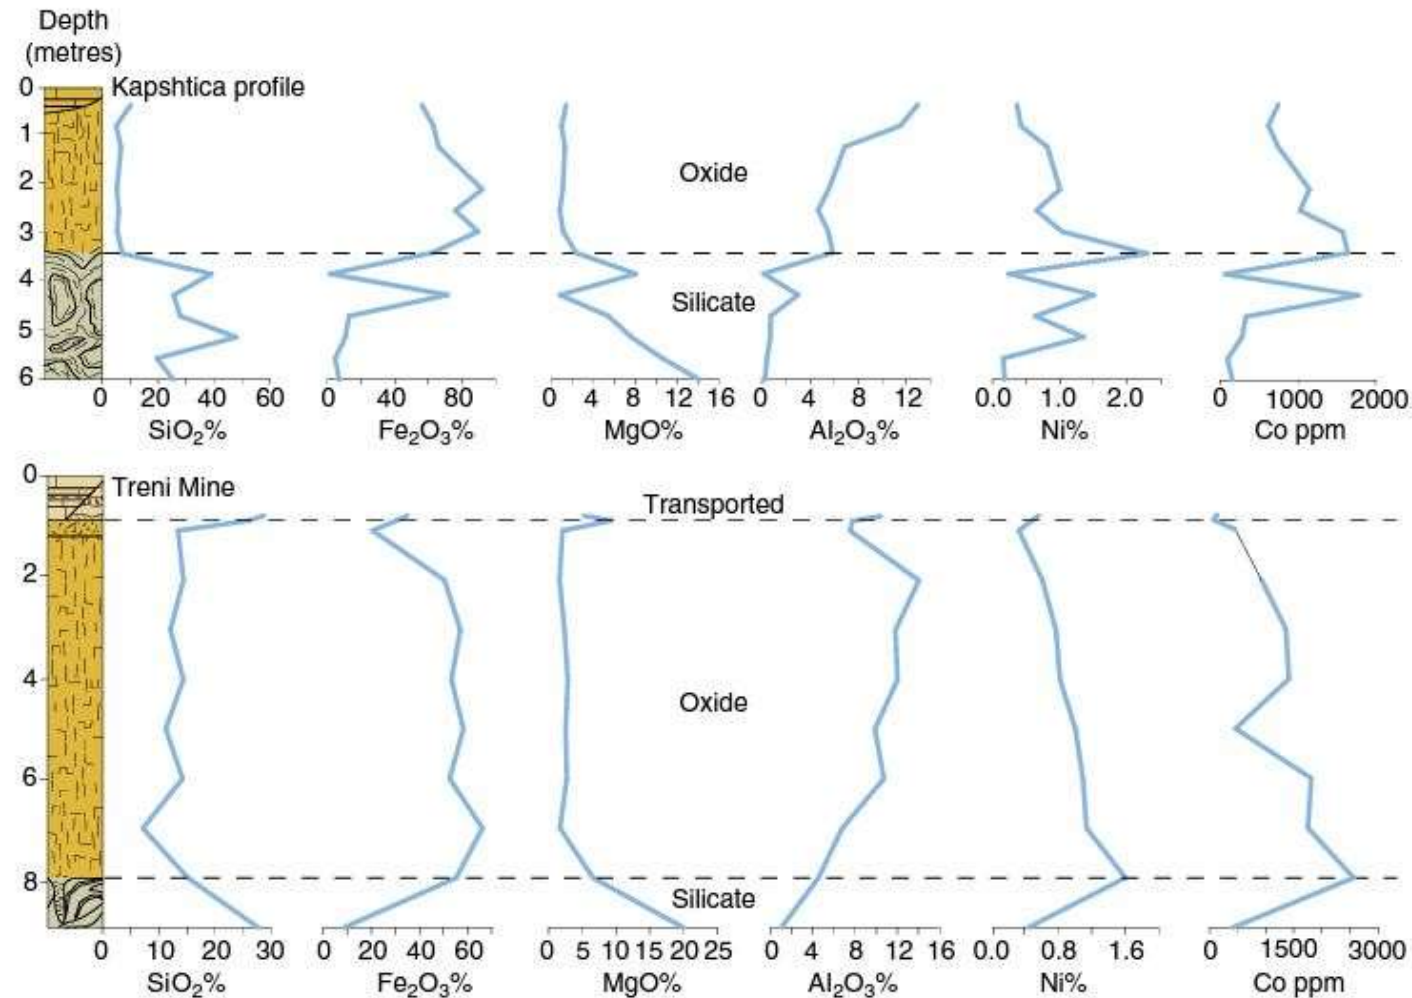 Depth
(metres)
0 Kapshtica profile
1
2 Oxide
3
4 Silicate
5
6
0 20 40 60 0 40 80 0 4 8 12 16 0 4 8 12 0.0 1.0 2.0 0 1000 2000
SiO₂% Fe₂O₃% MgO% Al₂O₃% Ni% Co ppm
0 Treni Mine
Transported
2
4 Oxide
6
8 Silicate
0 10 20 30 0 20 40 60 0 5 10 15 20 25 0 4 8 12 16 0.0 0.8 1.6 0 1500 3000
SiO₂% Fe₂O₃% MgO% Al₂O₃% Ni% Co ppm